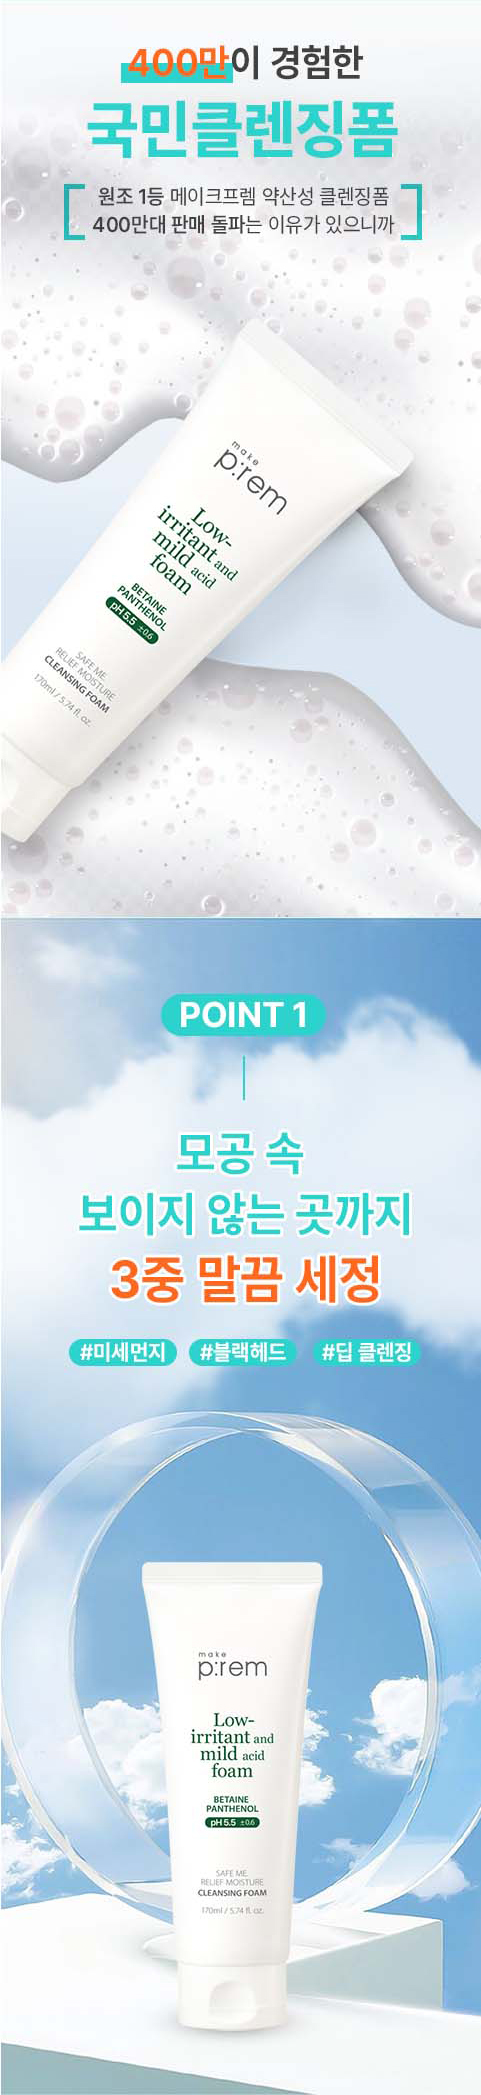 400만이 경험한
국민클렌징폼
원조 1등 메이크프렘 약산성 클렌징폼
400만대 판매 돌파는 이유가 있으니까
make
p:rem
Low-
irritant and
mild acid
foam
BETAINE
PANTHENOL
pH 5.5 ±0.6
SAFE ME.
RELIEF MOISTURE
CLEANSING FOAM
170ml / 5.74 fl. oz.
POINT 1
모공 속
보이지 않는 곳까지
3중 말끔 세정
#미세먼지 #블랙헤드 #딥 클렌징
make
p:rem
Low-
irritant and
mild acid
foam
BETAINE
PANTHENOL
pH 5.5 ±0.6
SAFE ME.
RELIEF MOISTURE
CLEANSING FOAM
170ml / 5.74 fl. oz.